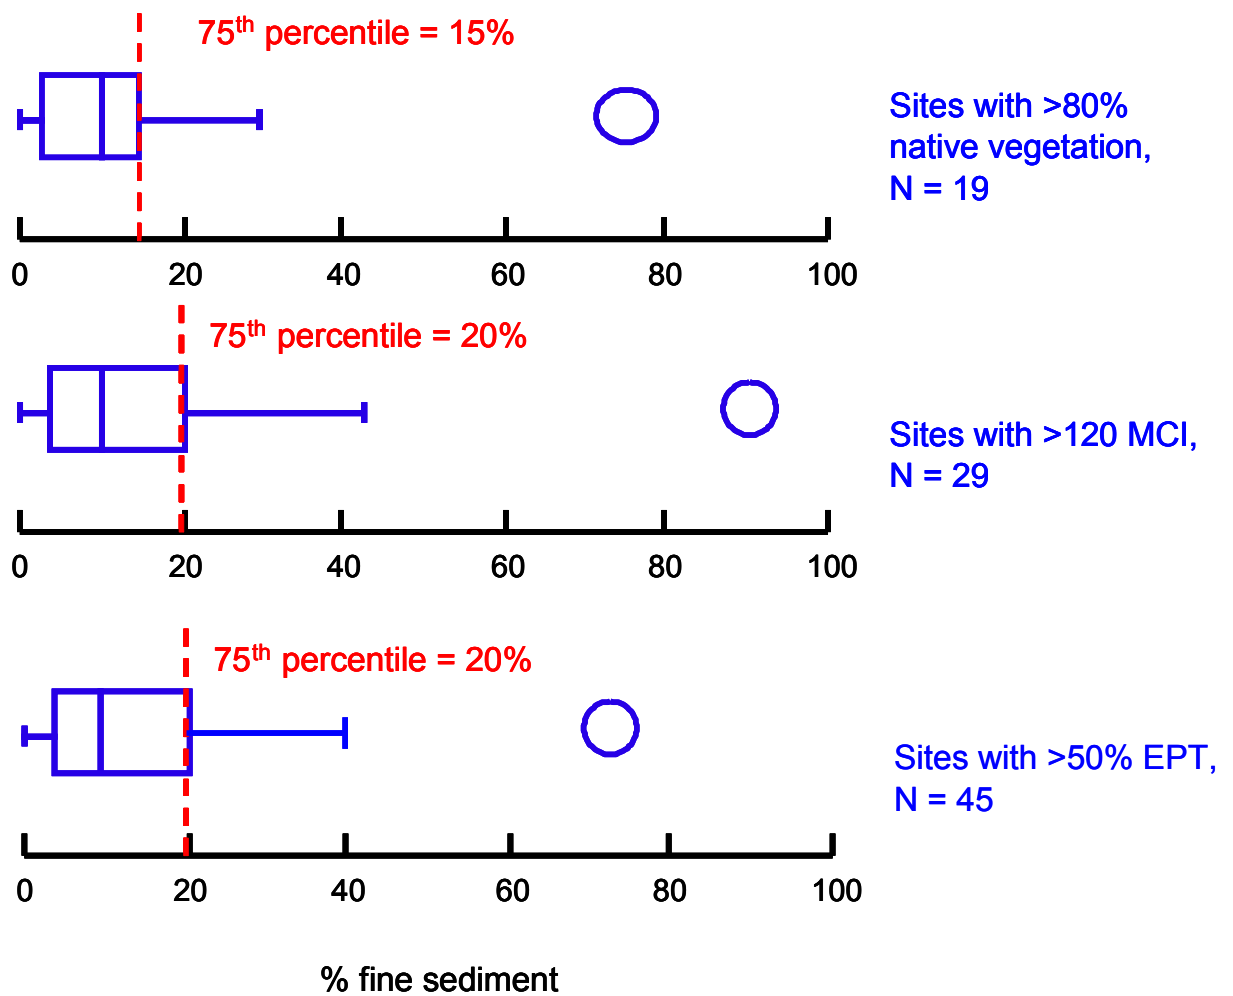 75th percentile = 15%
Sites with >80%
native vegetation,
N = 19
0 20 40 60 80 100
75th percentile = 20%
Sites with >120 MCI,
N = 29
0 20 40 60 80 100
75th percentile = 20%
Sites with >50% EPT,
N = 45
0 20 40 60 80 100
% fine sediment